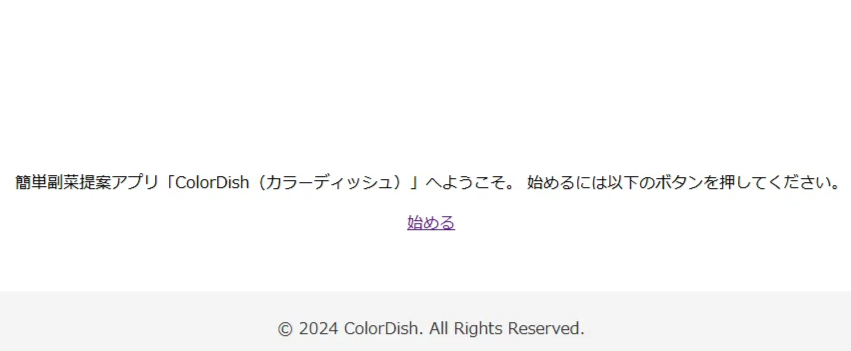 簡単副菜提案アプリ「ColorDish（カラーディッシュ）」へようこそ。 始めるには以下のボタンを押してください。
始める
© 2024 ColorDish. All Rights Reserved.